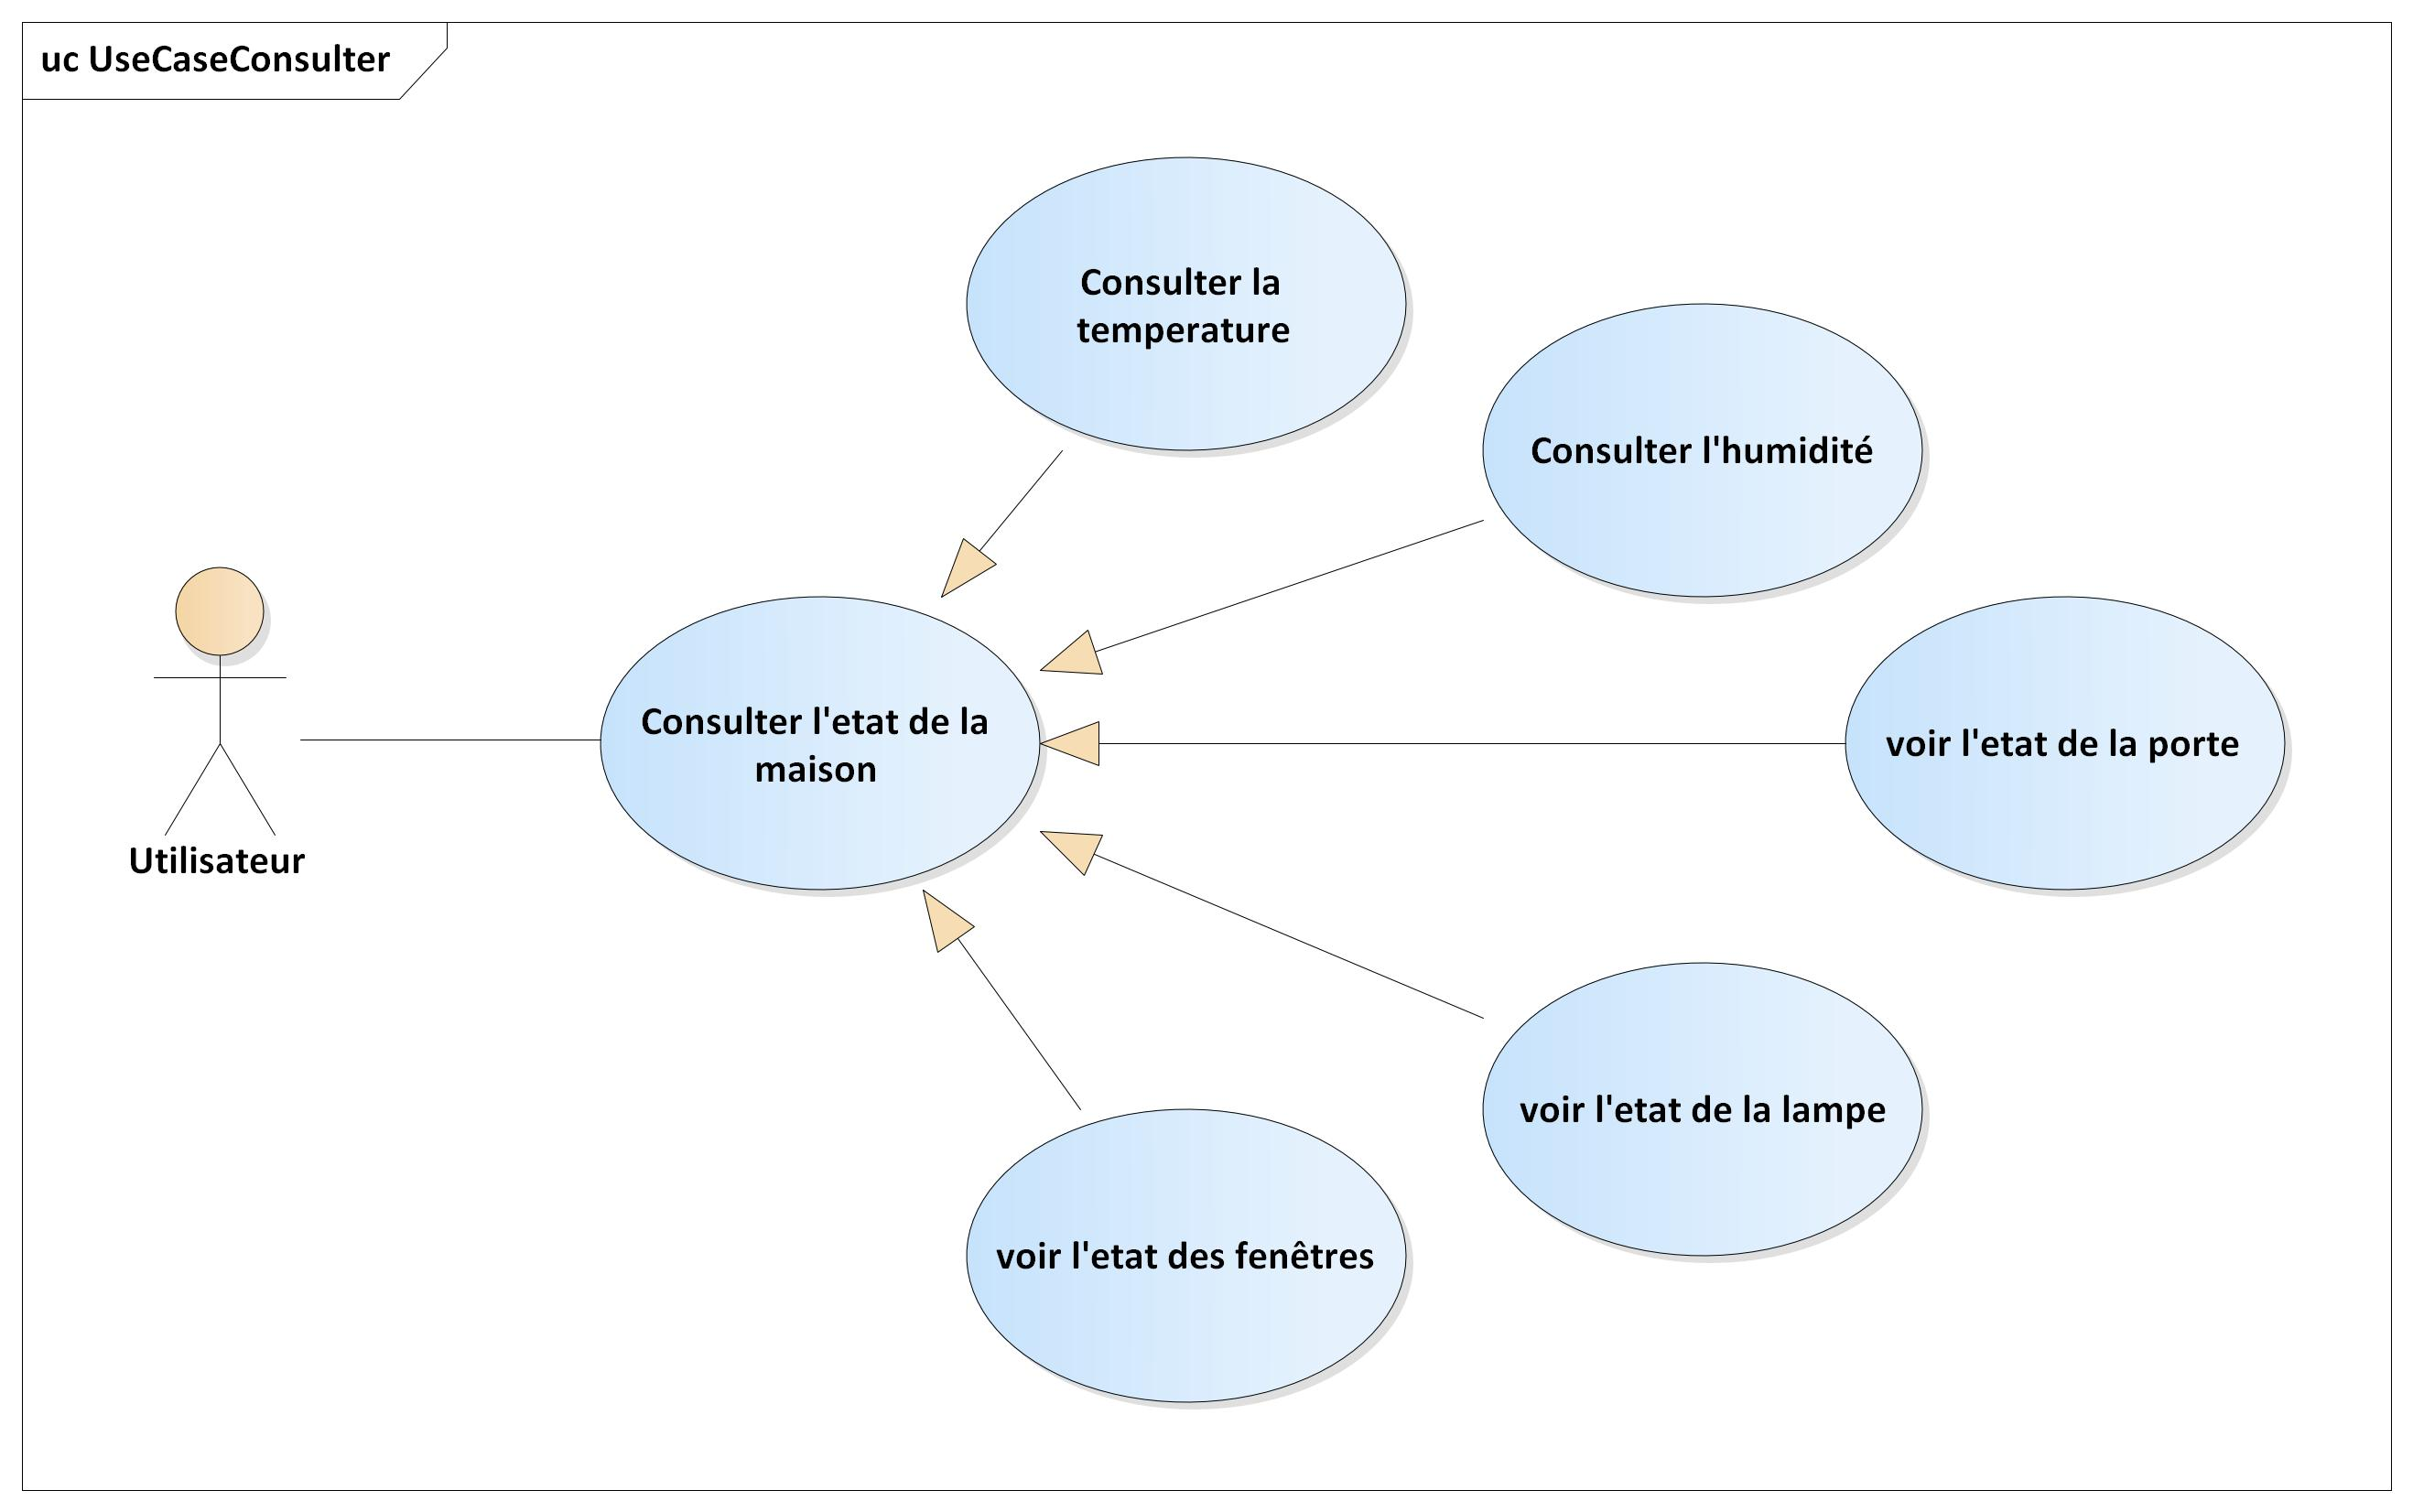 uc UseCaseConsulter
Consulter la
temperature
Consulter l'humidité
Consulter l'etat de la
maison
voir l'etat de la porte
Utilisateur
voir l'etat de la lampe
voir l'etat des fenêtres